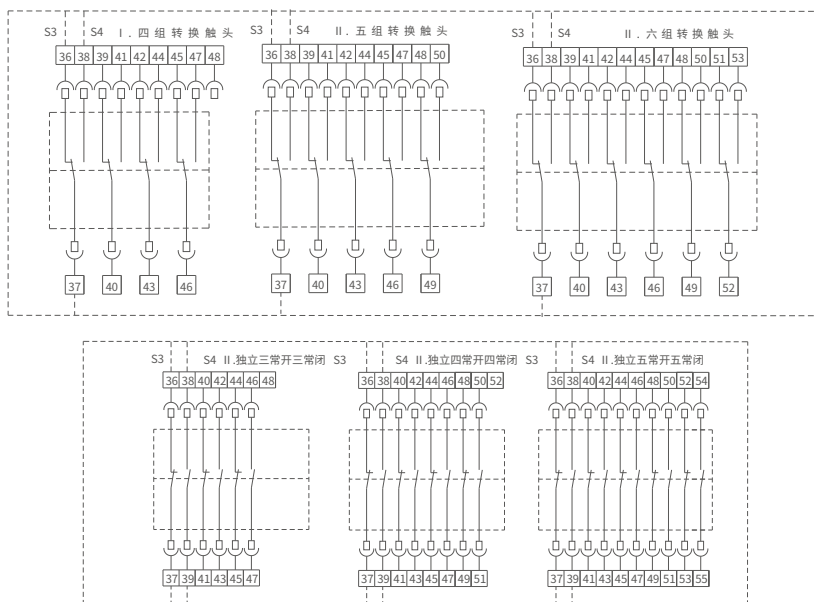 S3 S4 I.四组转换触头
36 38 39 41 42 44 45 47 48
37 40 43 46
S3 S4 II.五组转换触头
36 38 39 41 42 44 45 47 48 50
37 40 43 46 49
S3 S4 II.六组转换触头
36 38 39 41 42 44 45 47 48 50 51 53
37 40 43 46 49 52
S3 S4 II.独立三常开三常闭
36 38 40 42 44 46 48
37 39 41 43 45 47
S3 S4 II.独立四常开四常闭
36 38 40 42 44 46 48 50 52
37 39 41 43 45 47 49 51
S3 S4 II.独立五常开五常闭
36 38 40 42 44 46 48 50 52 54
37 39 41 43 45 47 49 51 53 55